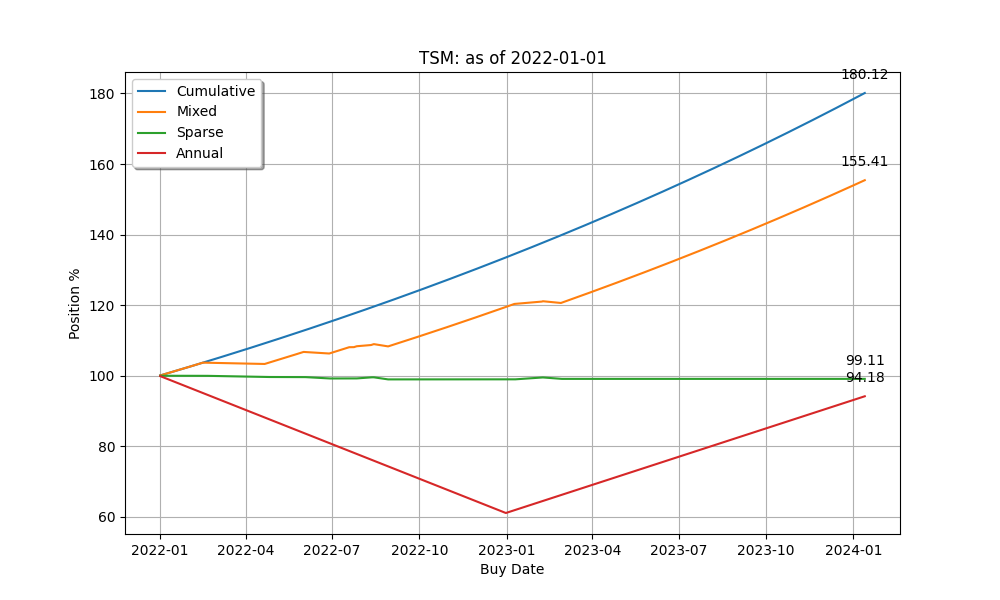 TSM: as of 2022-01-01
Cumulative
Mixed
Sparse
Annual
180.12
155.41
99.11
94.18
180
160
140
120
100
80
60
Position %
2022-01 2022-04 2022-07 2022-10 2023-01 2023-04 2023-07 2023-10 2024-01
Buy Date